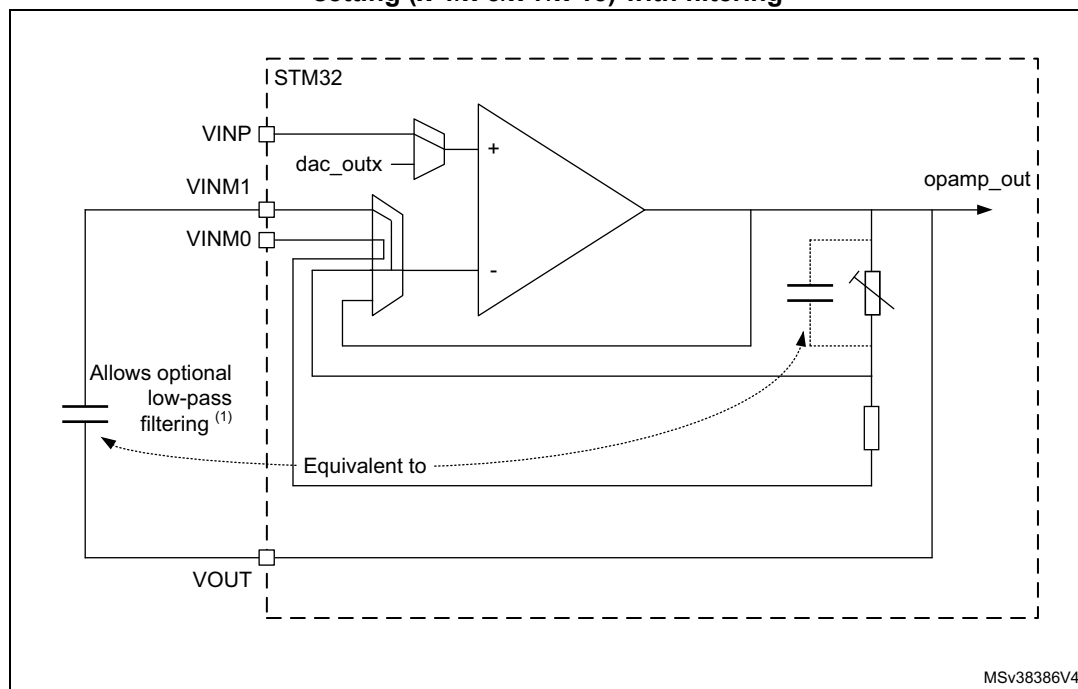 STM32
VINP
dac_outx
VINM1
VINM0
+
-
opamp_out
Allows optional
low-pass
filtering (1)
Equivalent to
VOUT
MSv38386V4